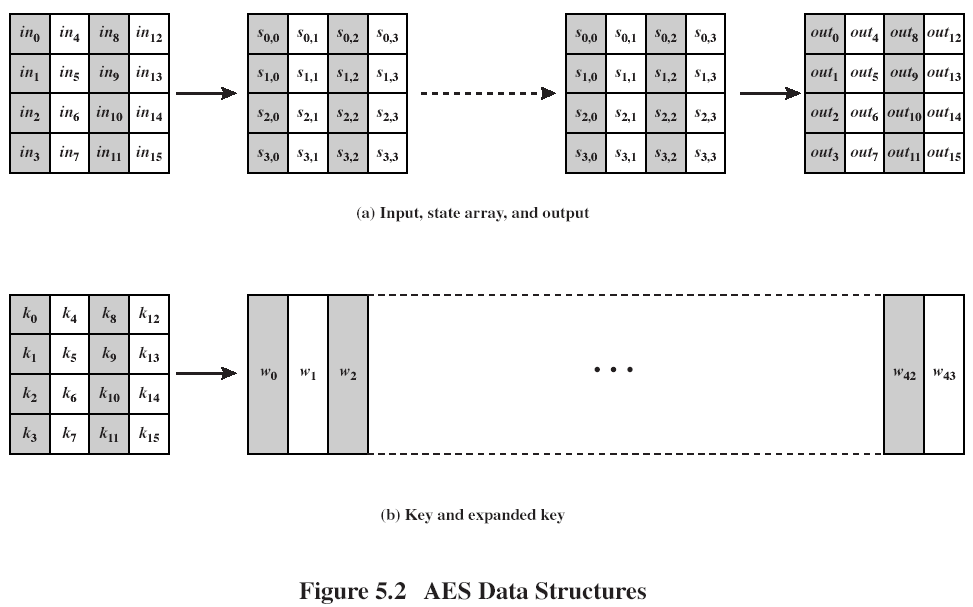 in0 in4 in8 in12 s0,0 s0,1 s0,2 s0,3 s0,0 s0,1 s0,2 s0,3 out0 out4 out8 out12
in1 in5 in9 in13 s1,0 s1,1 s1,2 s1,3 s1,0 s1,1 s1,2 s1,3 out1 out5 out9 out13
in2 in6 in10 in14 s2,0 s2,1 s2,2 s2,3 s2,0 s2,1 s2,2 s2,3 out2 out6 out10 out14
in3 in7 in11 in15 s3,0 s3,1 s3,2 s3,3 s3,0 s3,1 s3,2 s3,3 out3 out7 out11 out15
(a) Input, state array, and output
k0 k4 k8 k12
k1 k5 k9 k13 w0 w1 w2 • • • w42 w43
k2 k6 k10 k14
k3 k7 k11 k15
(b) Key and expanded key
Figure 5.2 AES Data Structures